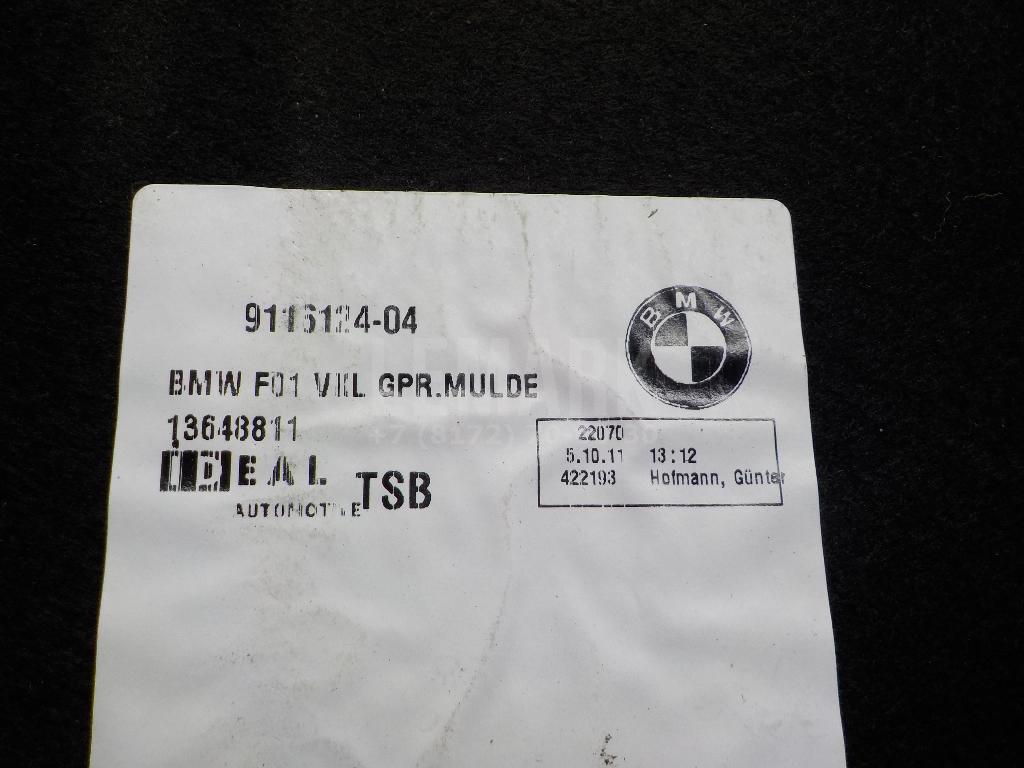 9116124-04
BMW
BMW F01 GPR.MULDE
13648811
IDEAL
AUTOMOTIVE TSB
22070
5.10.11 13:12
422193 Hofmann, Günter